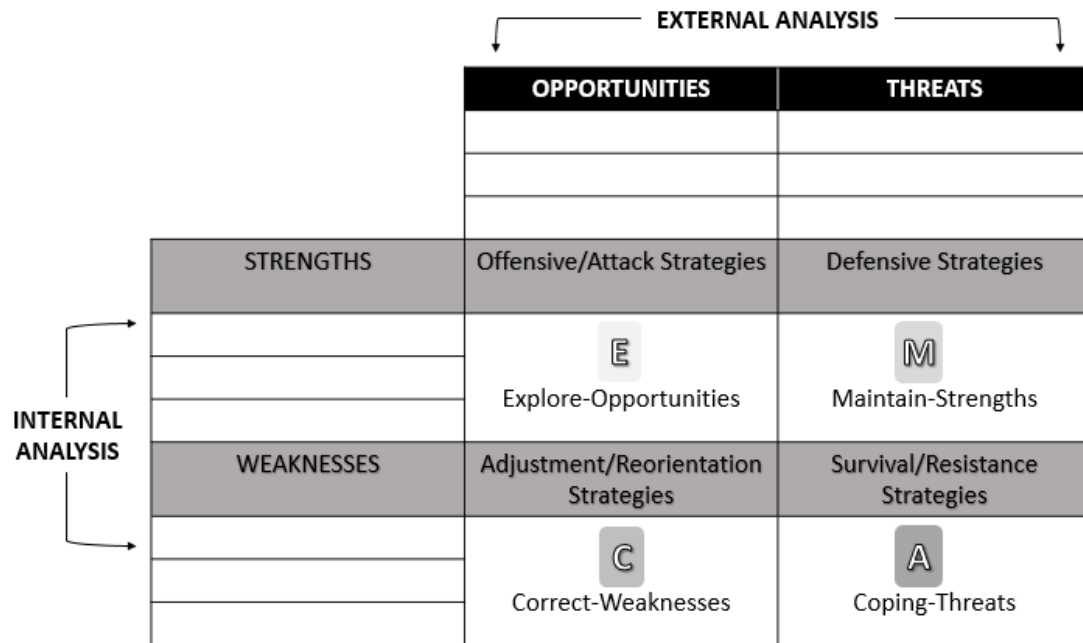 EXTERNAL ANALYSIS
OPPORTUNITIES
THREATS
STRENGTHS
Offensive/Attack Strategies
Defensive Strategies
E
Explore-Opportunities
M
Maintain-Strengths
INTERNAL
ANALYSIS
WEAKNESSES
Adjustment/Reorientation
Strategies
Survival/Resistance
Strategies
C
Correct-Weaknesses
A
Coping-Threats